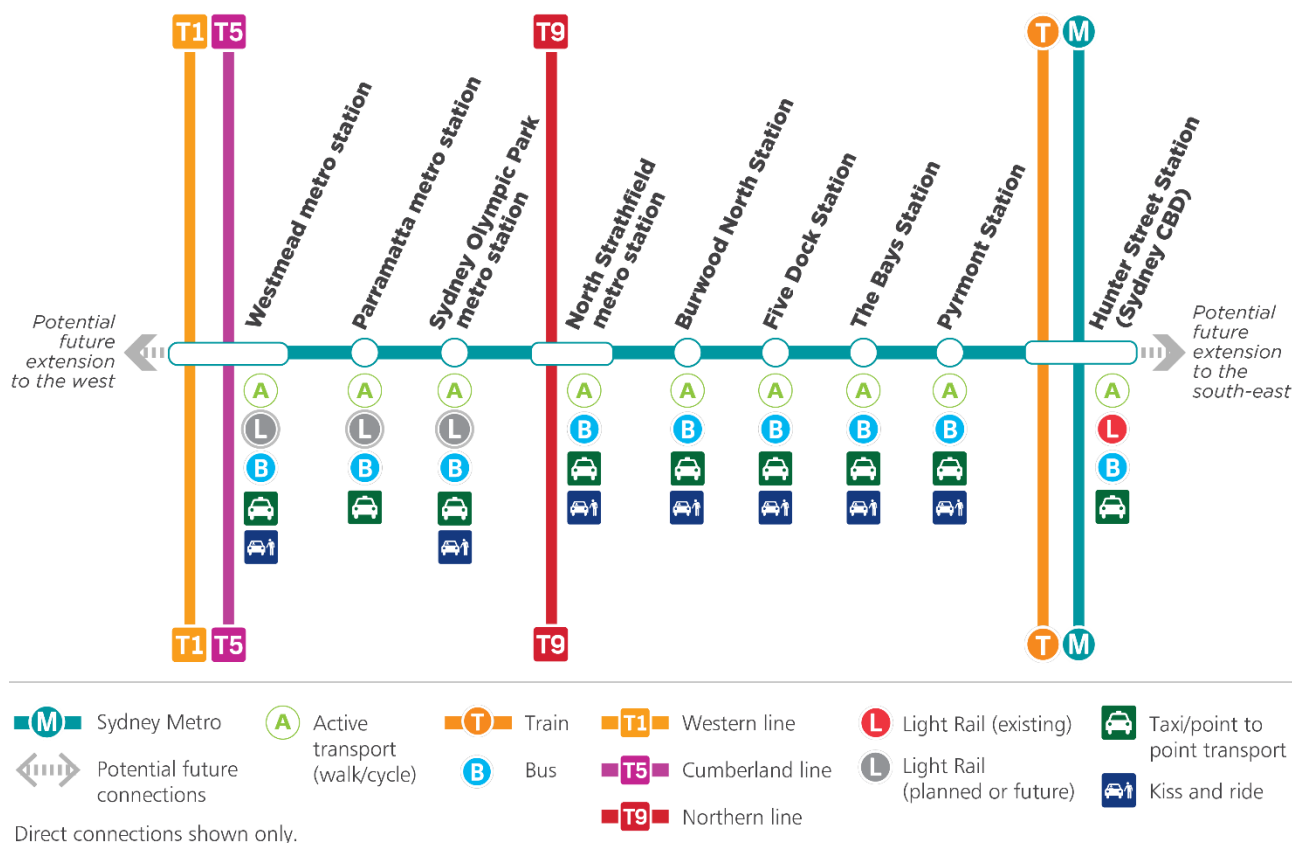 T1
T5
T9
T
M
Westmead metro station
Parramatta metro station
Sydney Olympic Park
metro station
North Strathfield
metro station
Burwood North Station
Five Dock Station
The Bays Station
Pyrmont Station
Hunter Street Station
(Sydney CBD)
Potential
future
extension
to the west
Potential
future
extension
to the
south-east
A
A
A
A
A
A
A
A
A
L
L
L
B
B
B
B
B
L
B
B
B
B
T1
T5
T9
T
M
M
Sydney Metro
Potential future
connections
Direct connections shown only.
A
Active
transport
(walk/cycle)
T
Train
B
Bus
T1
Western line
T5
Cumberland line
T9
Northern line
L
Light Rail (existing)
L
Light Rail
(planned or future)
Taxi/point to
point transport
Kiss and ride